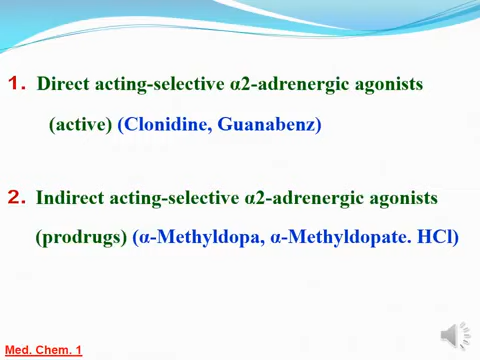 1. Direct acting-selective α2-adrenergic agonists
(active) (Clonidine, Guanabenz)
2. Indirect acting-selective α2-adrenergic agonists
(prodrugs) (α-Methyldopa, α-Methyldopate. HCl)
Med. Chem. 1